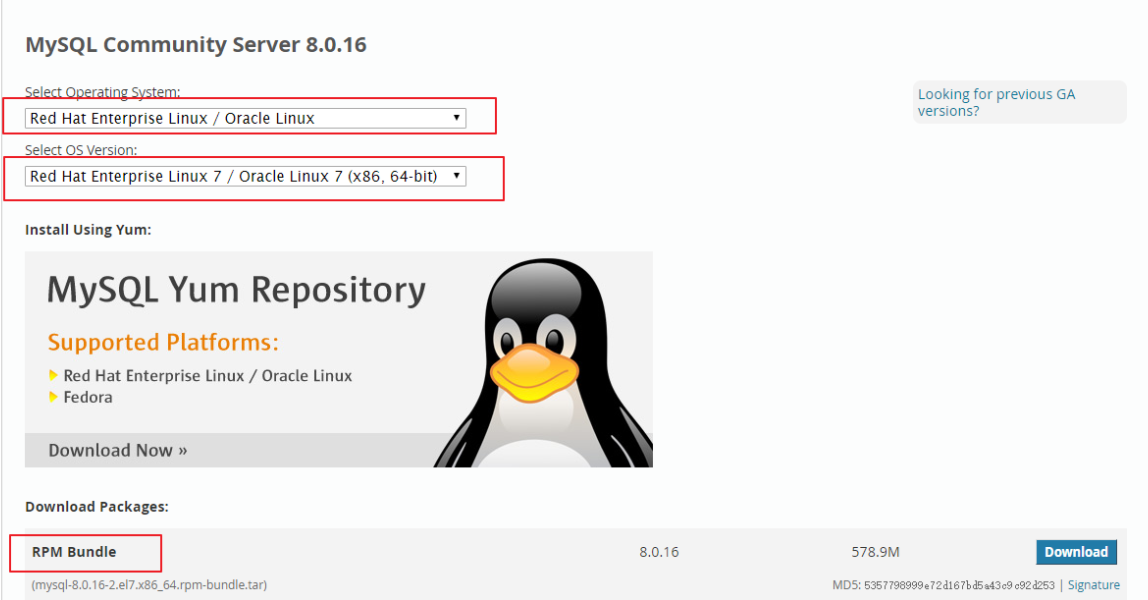 MySQL Community Server 8.0.16
Select Operating System:
Looking for previous GA
versions?
Red Hat Enterprise Linux / Oracle Linux
Select OS Version:
Red Hat Enterprise Linux 7 / Oracle Linux 7 (x86, 64-bit)
Install Using Yum:
MySQL Yum Repository
Supported Platforms:
Red Hat Enterprise Linux / Oracle Linux
Fedora
Download Now »
Download Packages:
RPM Bundle 8.0.16 578.9M Download
(mysql-8.0.16-2.el7.x86_64.rpm-bundle.tar) MD5: 5357798999e72d167bd5a43c9c92d253 | Signature